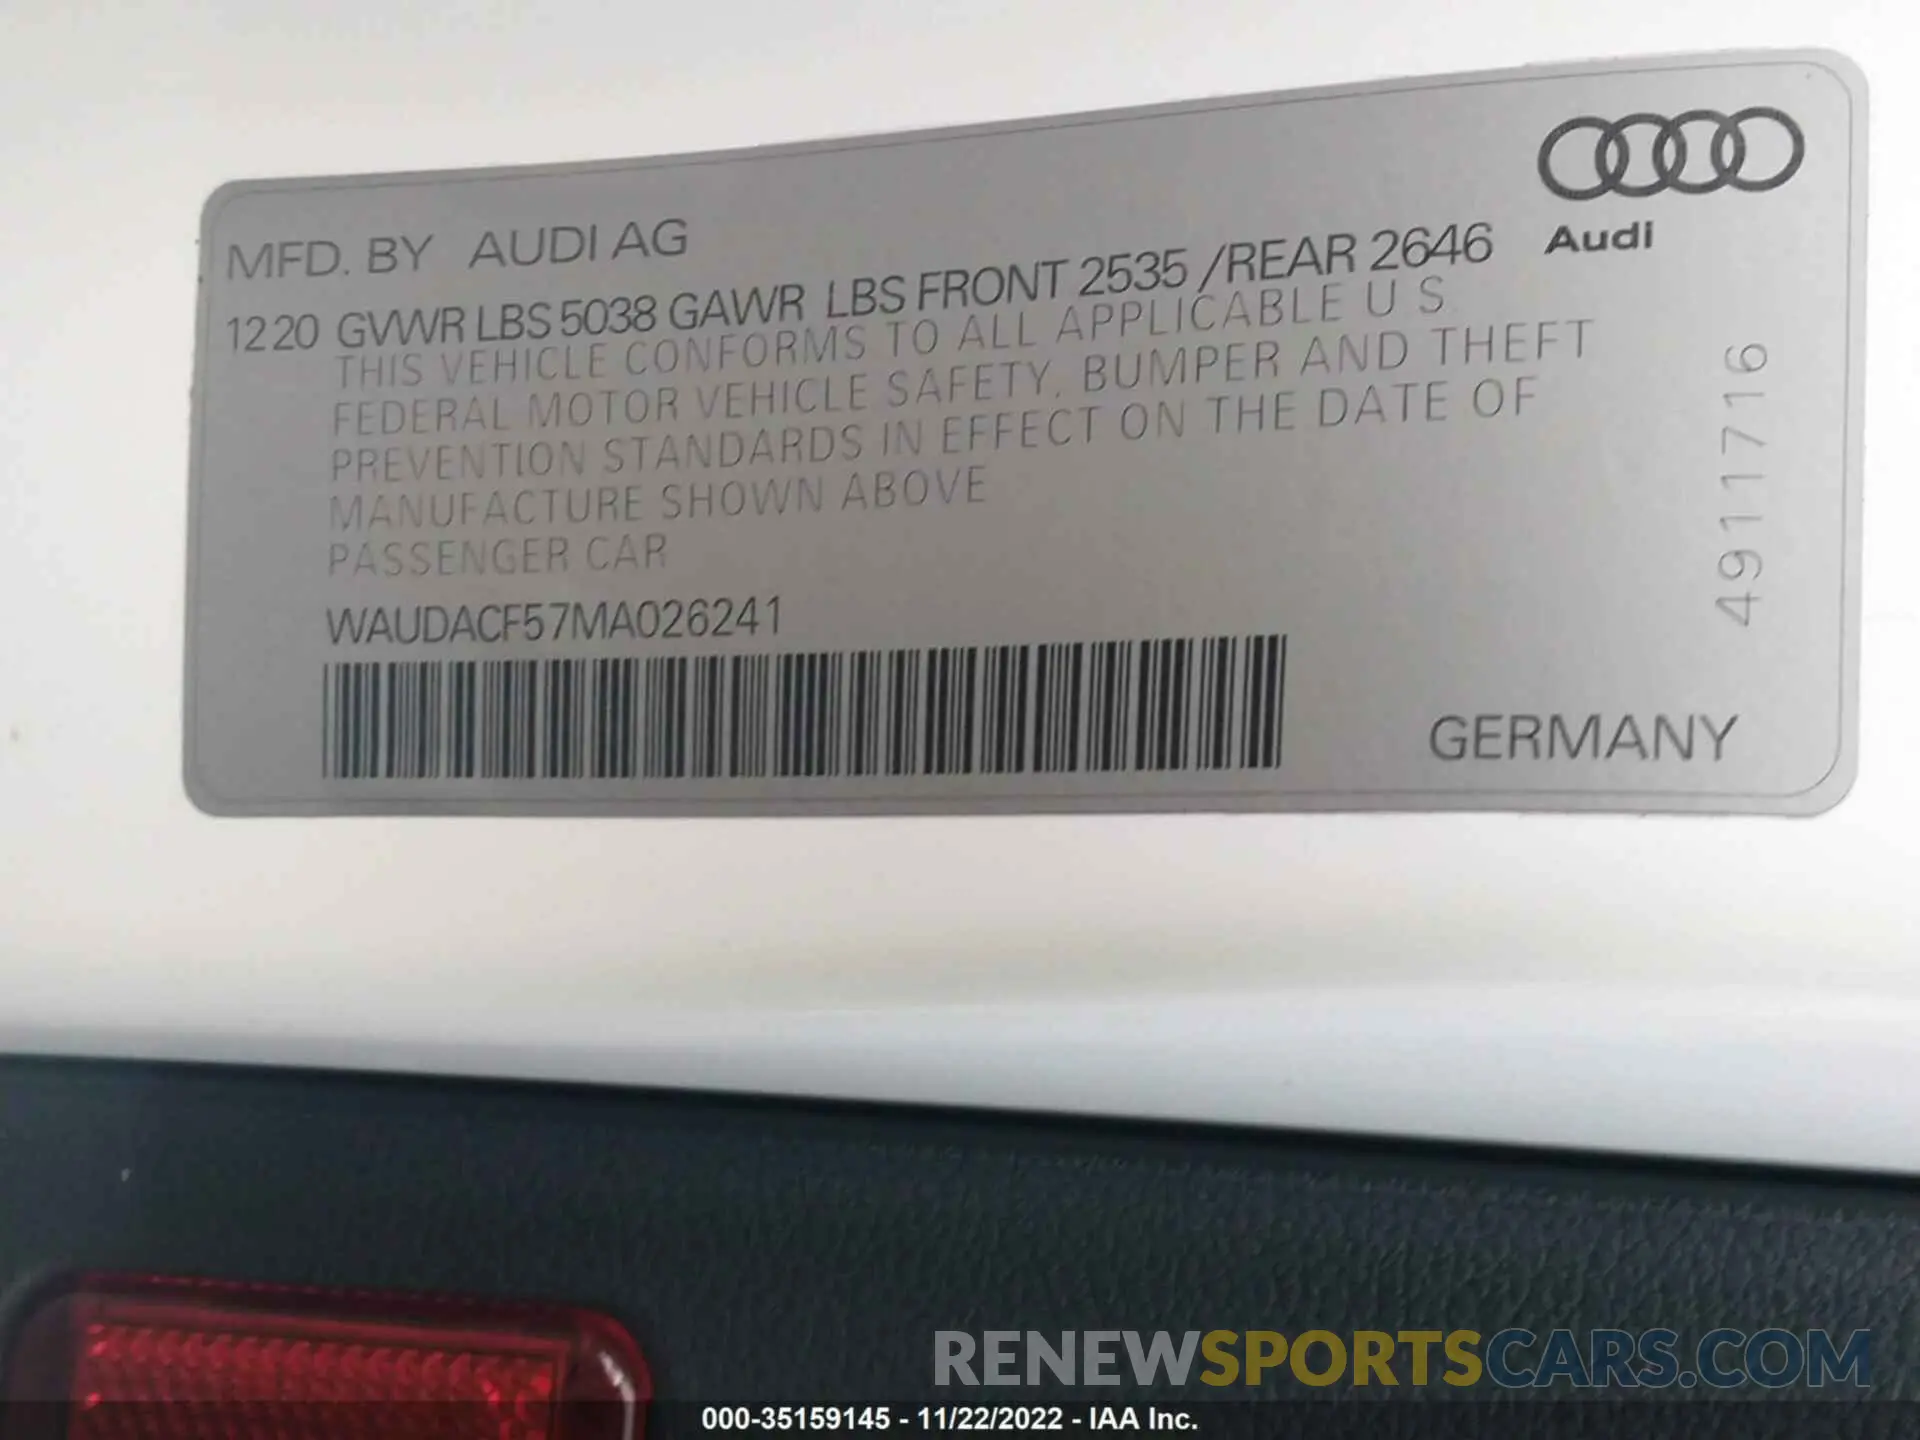 MFD. BY AUDI AG
Audi
12 20 GVWR LBS 5038 GAWR LBS FRONT 2535 /REAR 2646
THIS VEHICLE CONFORMS TO ALL APPLICABLE U S
FEDERAL MOTOR VEHICLE SAFETY, BUMPER AND THEFT
PREVENTION STANDARDS IN EFFECT ON THE DATE OF
MANUFACTURE SHOWN ABOVE
PASSENGER CAR
WAUDACF57MA026241
GERMANY
4911716
RENEWSPORTSCARS.COM
000-35159145 - 11/22/2022 - IAA Inc.